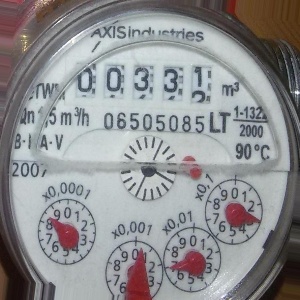 AXIS Industries
00331 m³
Qn 1,5 m³/h
06505085 LT
1-132
2000
B-H A-V
90°C
2007
x0,0001
x0,1
x0,01
x0,001